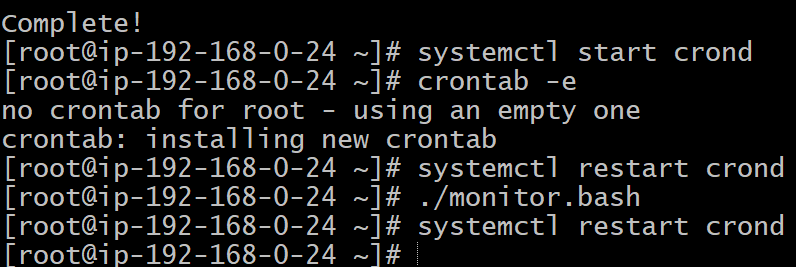 Complete!
[root@ip-192-168-0-24 ~]# systemctl start crond
[root@ip-192-168-0-24 ~]# crontab -e
no crontab for root - using an empty one
crontab: installing new crontab
[root@ip-192-168-0-24 ~]# systemctl restart crond
[root@ip-192-168-0-24 ~]# ./monitor.bash
[root@ip-192-168-0-24 ~]# systemctl restart crond
[root@ip-192-168-0-24 ~]#